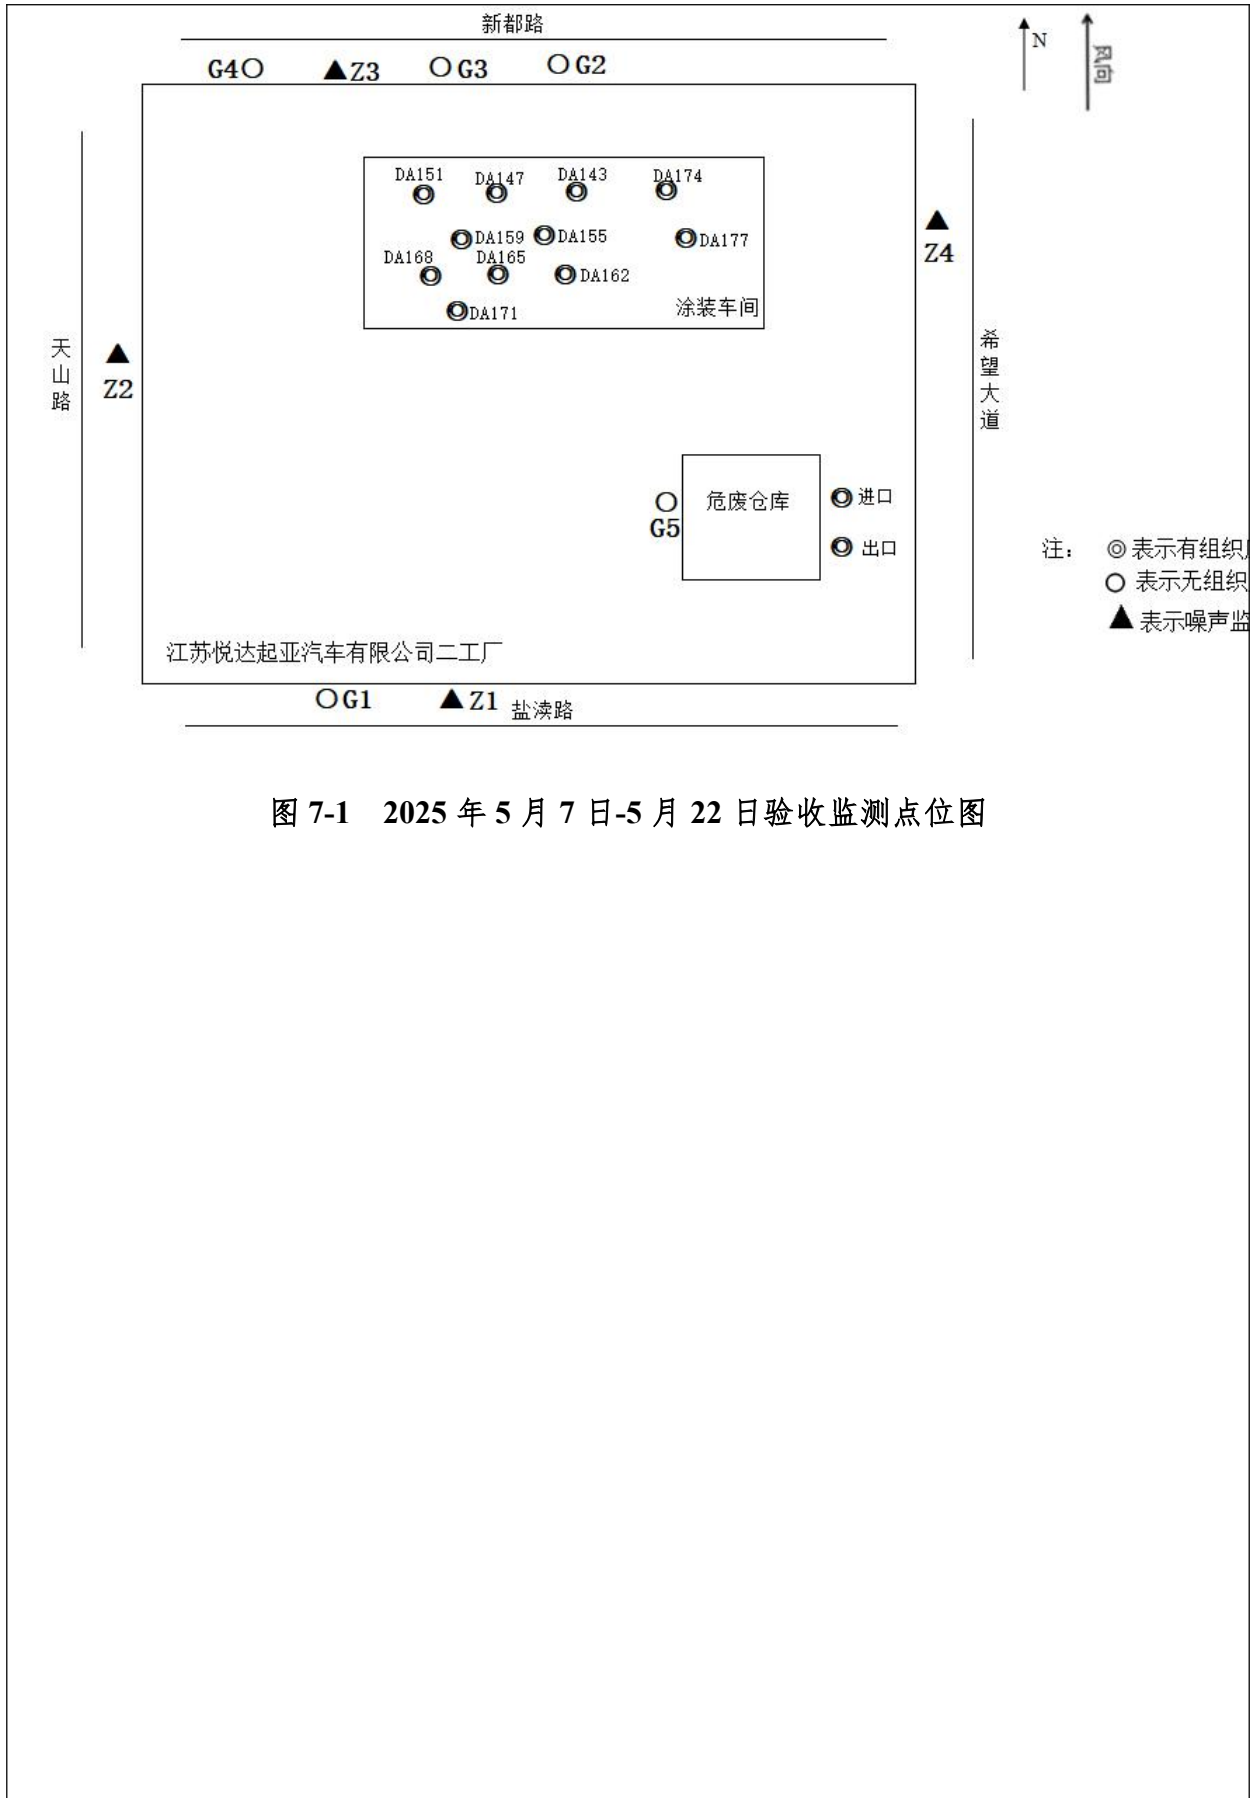 新都路
G4 Z3 G3 G2
N
风向
DA151 DA147 DA143 DA174
DA159 DA155 DA177
DA168 DA165 DA162
DA171
涂装车间
Z4
天山路
Z2
希望大道
危废仓库
进口
G5
出口
注： ◎表示有组织
○ 表示无组织
▲表示噪声监
江苏悦达起亚汽车有限公司二工厂
G1 Z1 盐渎路
图 7-1 2025 年 5 月 7 日-5 月 22 日验收监测点位图